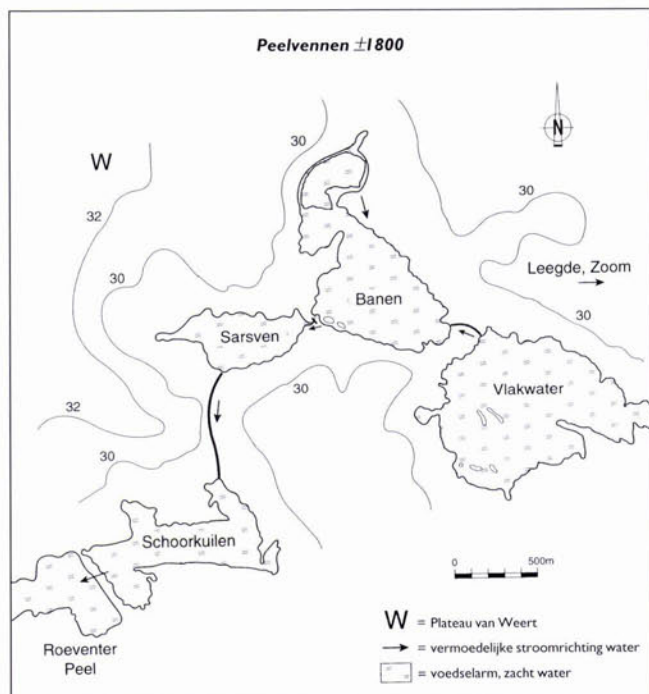 Peelvennen ±1800
N
30
W
32
30
30
Leegde, Zoom
Banen
30
Sarsven
30
Vlakwater
32
30
Schoorkuilen
0 500m
Roeventer
Peel
W = Plateau van Weert
= vermoedelijke stroomrichting water
= voedselarm, zacht water